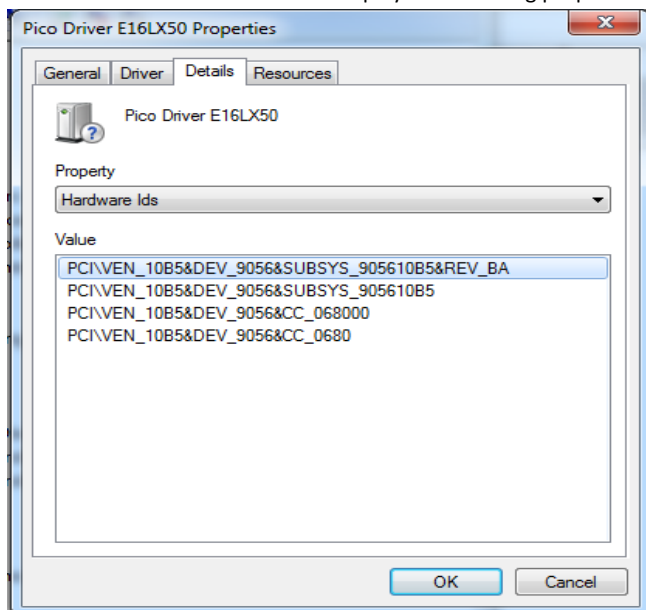 Pico Driver E16LX50 Properties
General Driver Details Resources
Pico Driver E16LX50
Property
Hardware Ids
Value
PCI\VEN_10B5&DEV_9056&SUBSYS_905610B5&REV_BA
PCI\VEN_10B5&DEV_9056&SUBSYS_905610B5
PCI\VEN_10B5&DEV_9056&CC_068000
PCI\VEN_10B5&DEV_9056&CC_0680
OK Cancel